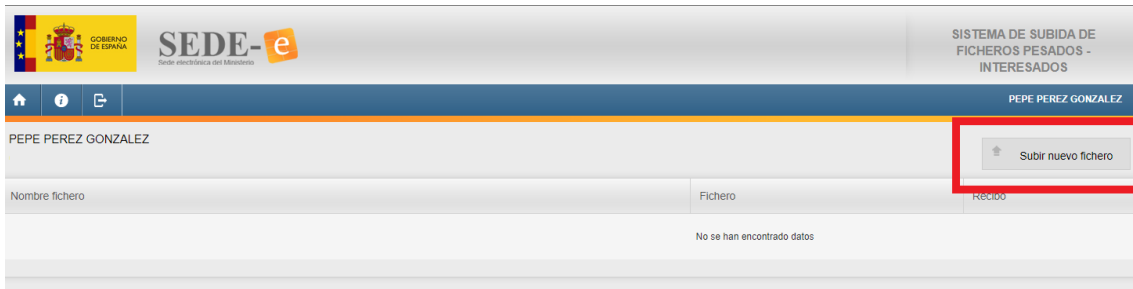 GOBIERNO
DE ESPAÑA
SEDE-e
Sede electrónica del Ministerio
SISTEMA DE SUBIDA DE
FICHEROS PESADOS -
INTERESADOS
PEPE PEREZ GONZALEZ
PEPE PEREZ GONZALEZ
Subir nuevo fichero
Nombre fichero
Fichero
Recibo
No se han encontrado datos